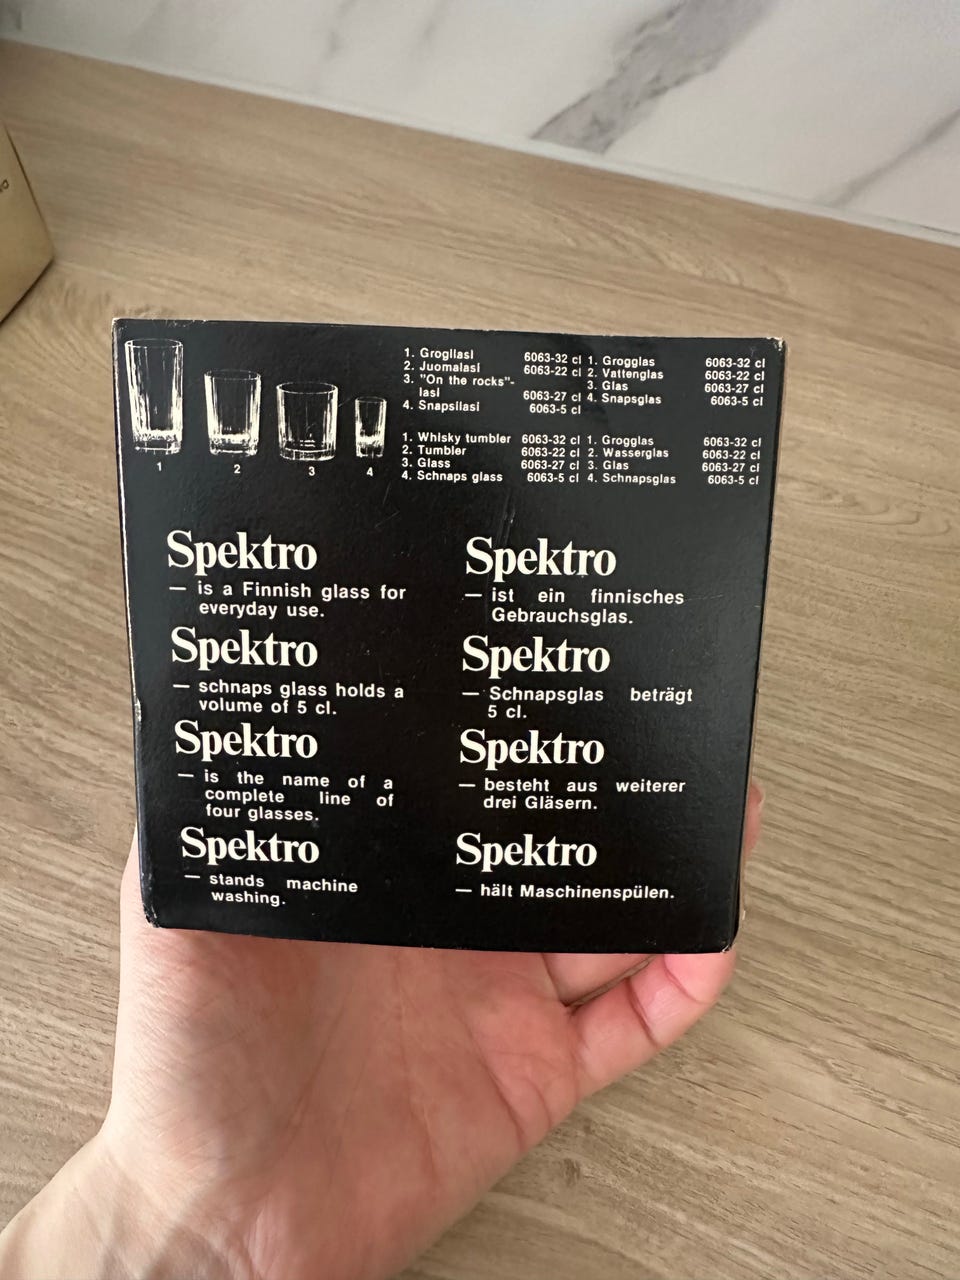 1. Grogilasi 6063-32 cl
2. Juomalasi 6063-22 cl
3. "On the rocks"-
lasi 6063-27 cl
4. Snapsilasi 6063-5 cl
1. Grogglas 6063-32 cl
2. Vattenglas 6063-22 cl
3. Glas 6063-27 cl
4. Snapsglas 6063-5 cl
1. Whisky tumbler 6063-32 cl
2. Tumbler 6063-22 cl
3. Glass 6063-27 cl
4. Schnaps glass 6063-5 cl
1. Grogglas 6063-32 cl
2. Wasserglas 6063-22 cl
3. Glas 6063-27 cl
4. Schnapsglas 6063-5 cl
1
2
3
4
Spektro
— is a Finnish glass for
everyday use.
Spektro
— schnaps glass holds a
volume of 5 cl.
Spektro
— is the name of a
complete line of
four glasses.
Spektro
— stands machine
washing.
Spektro
— ist ein finnisches
Gebrauchsglas.
Spektro
— Schnapsglas beträgt
5 cl.
Spektro
— besteht aus weiterer
drei Gläsern.
Spektro
— hält Maschinenspülen.